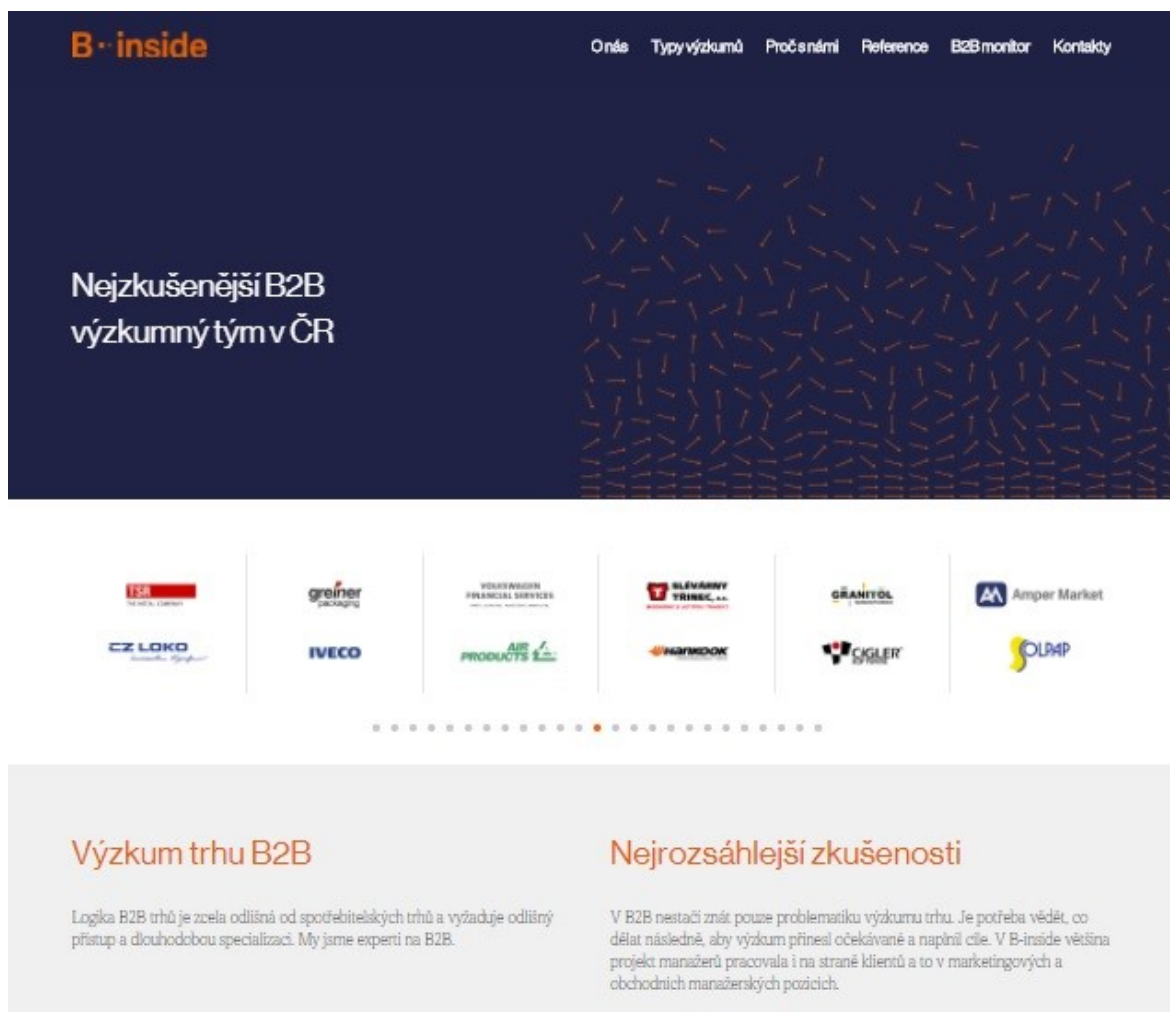 B··inside
O nás Typy výzkumů Proč s námi Reference B2B monitor Kontakty
Nejzkušenější B2B
výzkumný tým v ČR
TSR
THE METAL COMPANY
greiner
packaging
VOLKSWAGEN
FINANCIAL SERVICES
SLÉVÁRNY
TŘINEC, a.s.
GRANITOL
Amper Market
CZ LOKO
IVECO
AIR
PRODUCTS
HANKOOK
CIGLER
SOLPAP
Výzkum trhu B2B
Nejrozsáhlejší zkušenosti
Logika B2B trhů je zcela odlišná od spotřebitelských trhů a vyžaduje odlišný
přístup a dlouhodobou specializaci. My jsme experti na B2B.
V B2B nestačí znát pouze problematiku výzkumu trhu. Je potřeba vědět, co
dělat následně, aby výzkum přinesl očekávané a naplnil cíle. V B-inside většina
projekt manažerů pracovala i na straně klientů a to v marketingových a
obchodních manažerských pozicích.